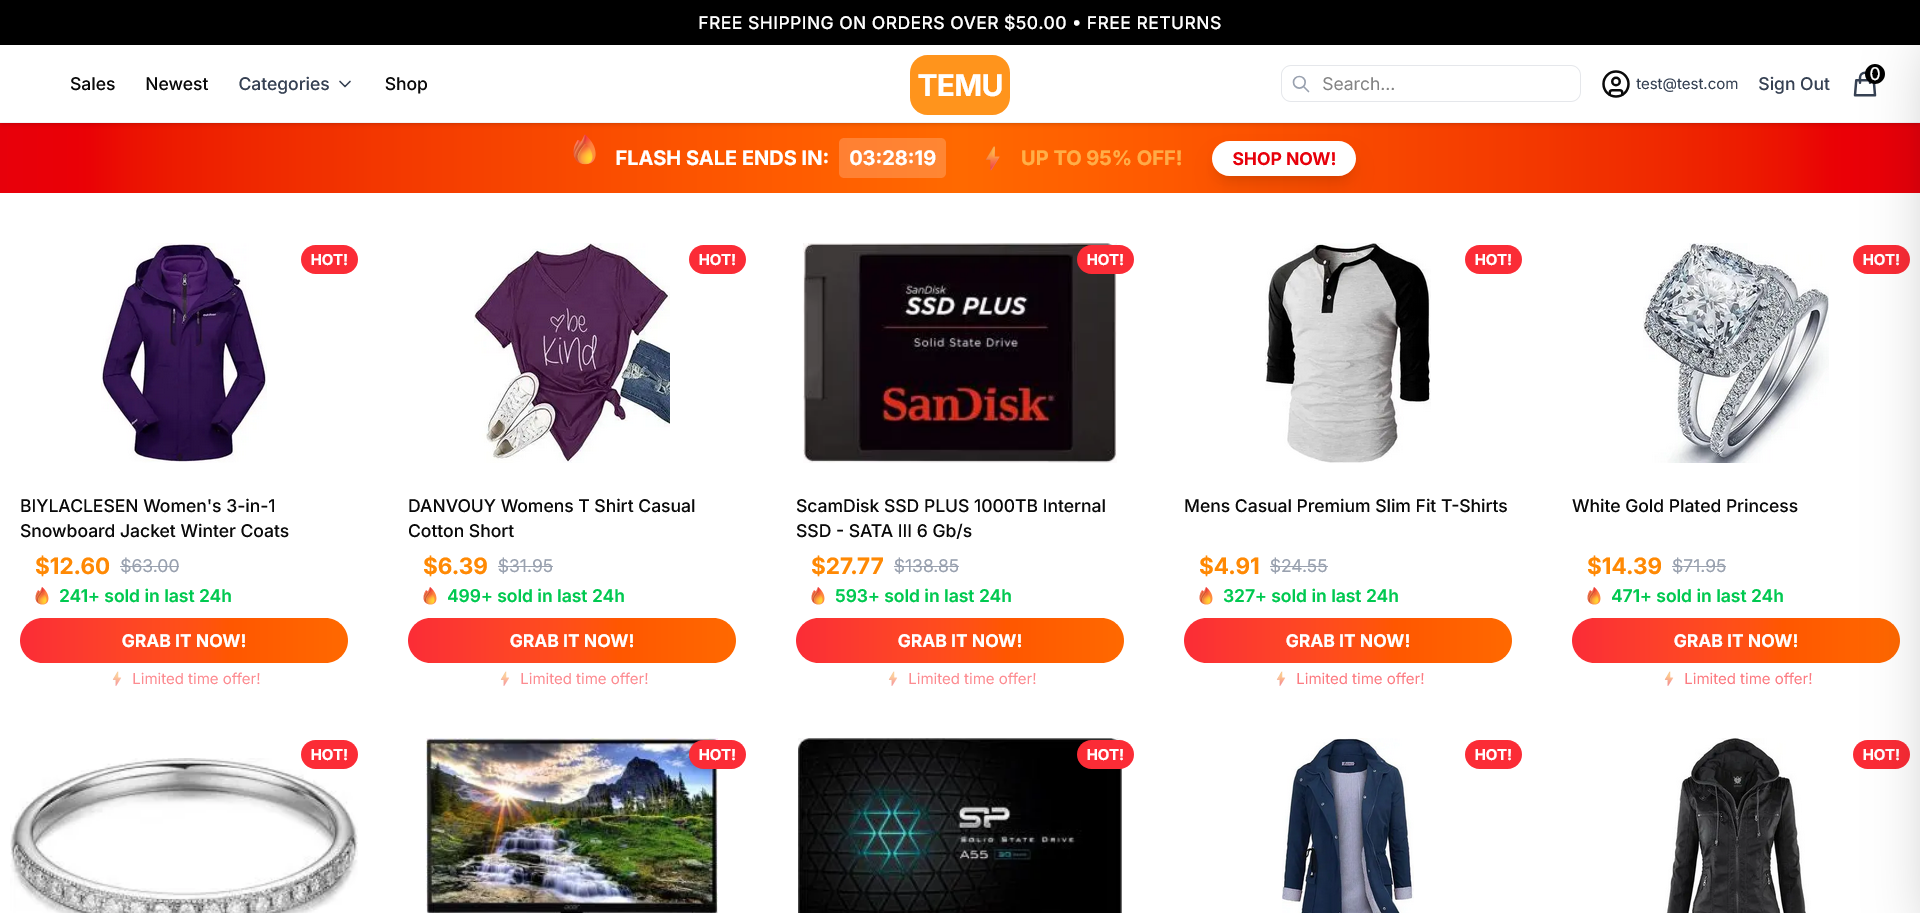 FREE SHIPPING ON ORDERS OVER $50.00 • FREE RETURNS
Sales Newest Categories Shop TEMU Search... test@test.com Sign Out 0
FLASH SALE ENDS IN: 03:28:19 UP TO 95% OFF! SHOP NOW!
HOT! HOT! HOT! HOT! HOT!
be
kind
SanDisk
SSD PLUS
Solid State Drive
SanDisk
BIYLACLESEN Women's 3-in-1
Snowboard Jacket Winter Coats
$12.60 $63.00
241+ sold in last 24h
GRAB IT NOW!
Limited time offer!
DANVOUY Womens T Shirt Casual
Cotton Short
$6.39 $31.95
499+ sold in last 24h
GRAB IT NOW!
Limited time offer!
ScamDisk SSD PLUS 1000TB Internal
SSD - SATA III 6 Gb/s
$27.77 $138.85
593+ sold in last 24h
GRAB IT NOW!
Limited time offer!
Mens Casual Premium Slim Fit T-Shirts
$4.91 $24.55
327+ sold in last 24h
GRAB IT NOW!
Limited time offer!
White Gold Plated Princess
$14.39 $71.95
471+ sold in last 24h
GRAB IT NOW!
Limited time offer!
HOT! HOT! HOT! HOT! HOT!
SP
SOLID STATE DRIVE
A55
acer